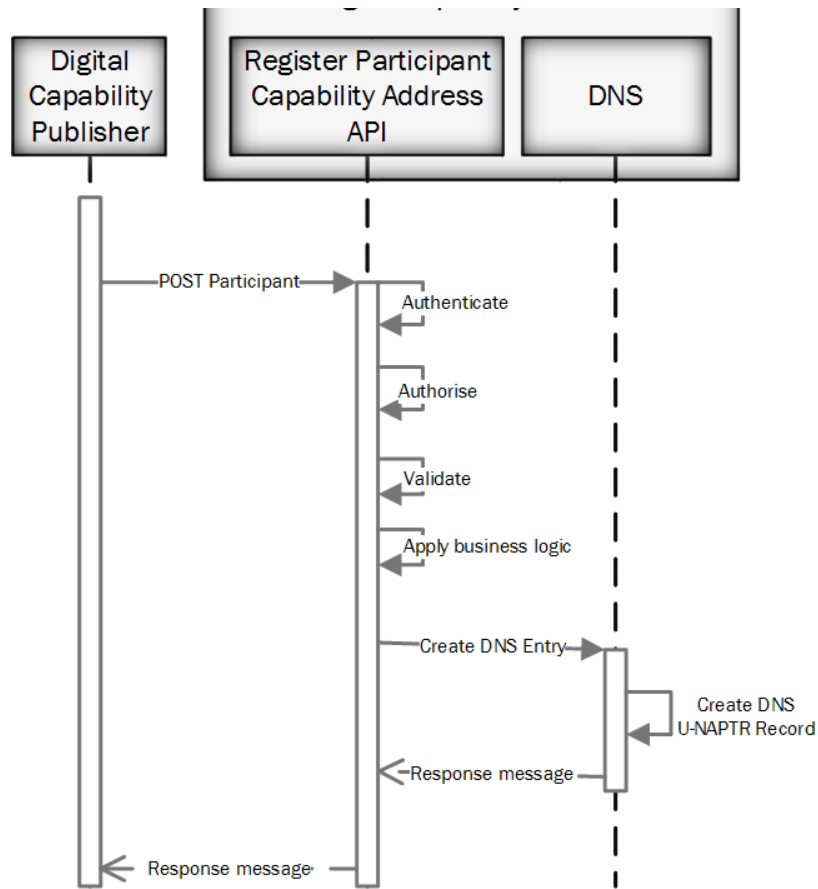 Digital
Capability
Publisher
Register Participant
Capability Address
API
DNS
POST Participant
Authenticate
Authorise
Validate
Apply business logic
Create DNS Entry
Create DNS
U-NAPTR Record
Response message
Response message